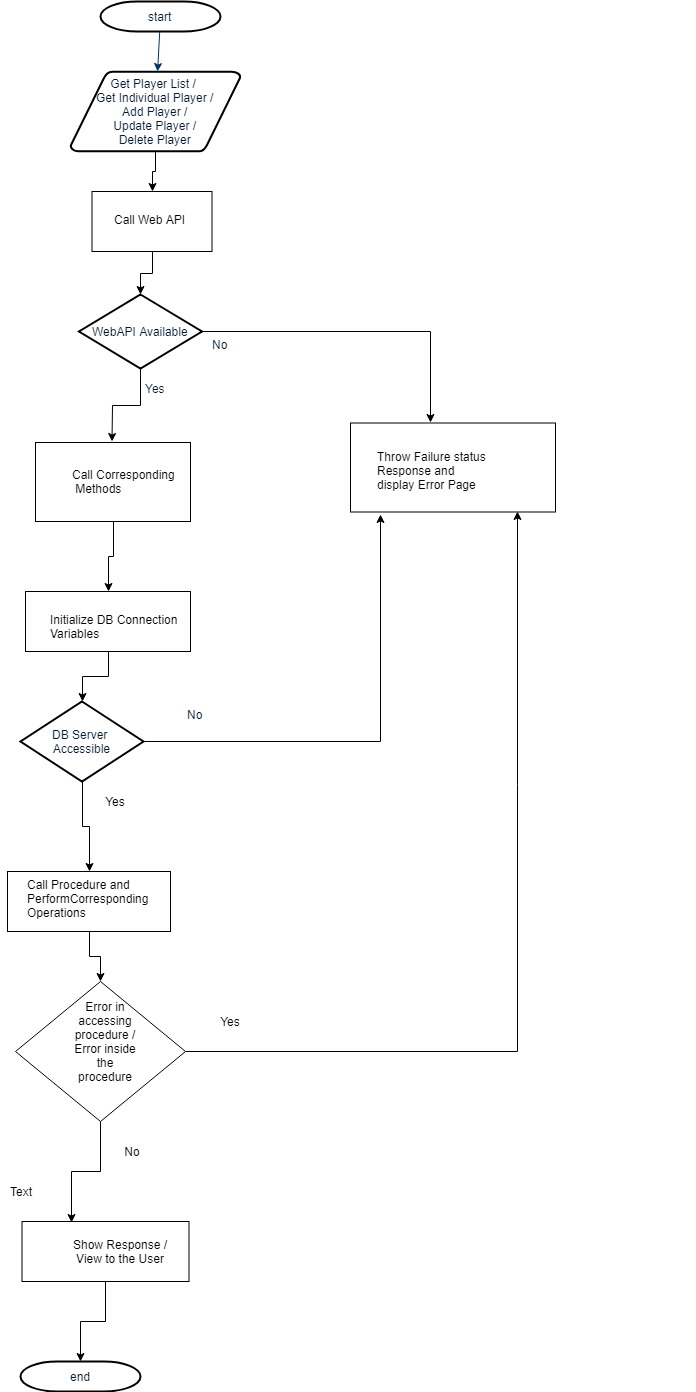 start
Get Player List /
Get Individual Player /
Add Player /
Update Player /
Delete Player
Call Web API
WebAPI Available
No
Yes
Call Corresponding
Methods
Throw Failure status
Response and
display Error Page
Initialize DB Connection
Variables
No
DB Server
Accessible
Yes
Call Procedure and
PerformCorresponding
Operations
Error in
accessing
procedure /
Error inside
the
procedure
Yes
No
Text
Show Response /
View to the User
end